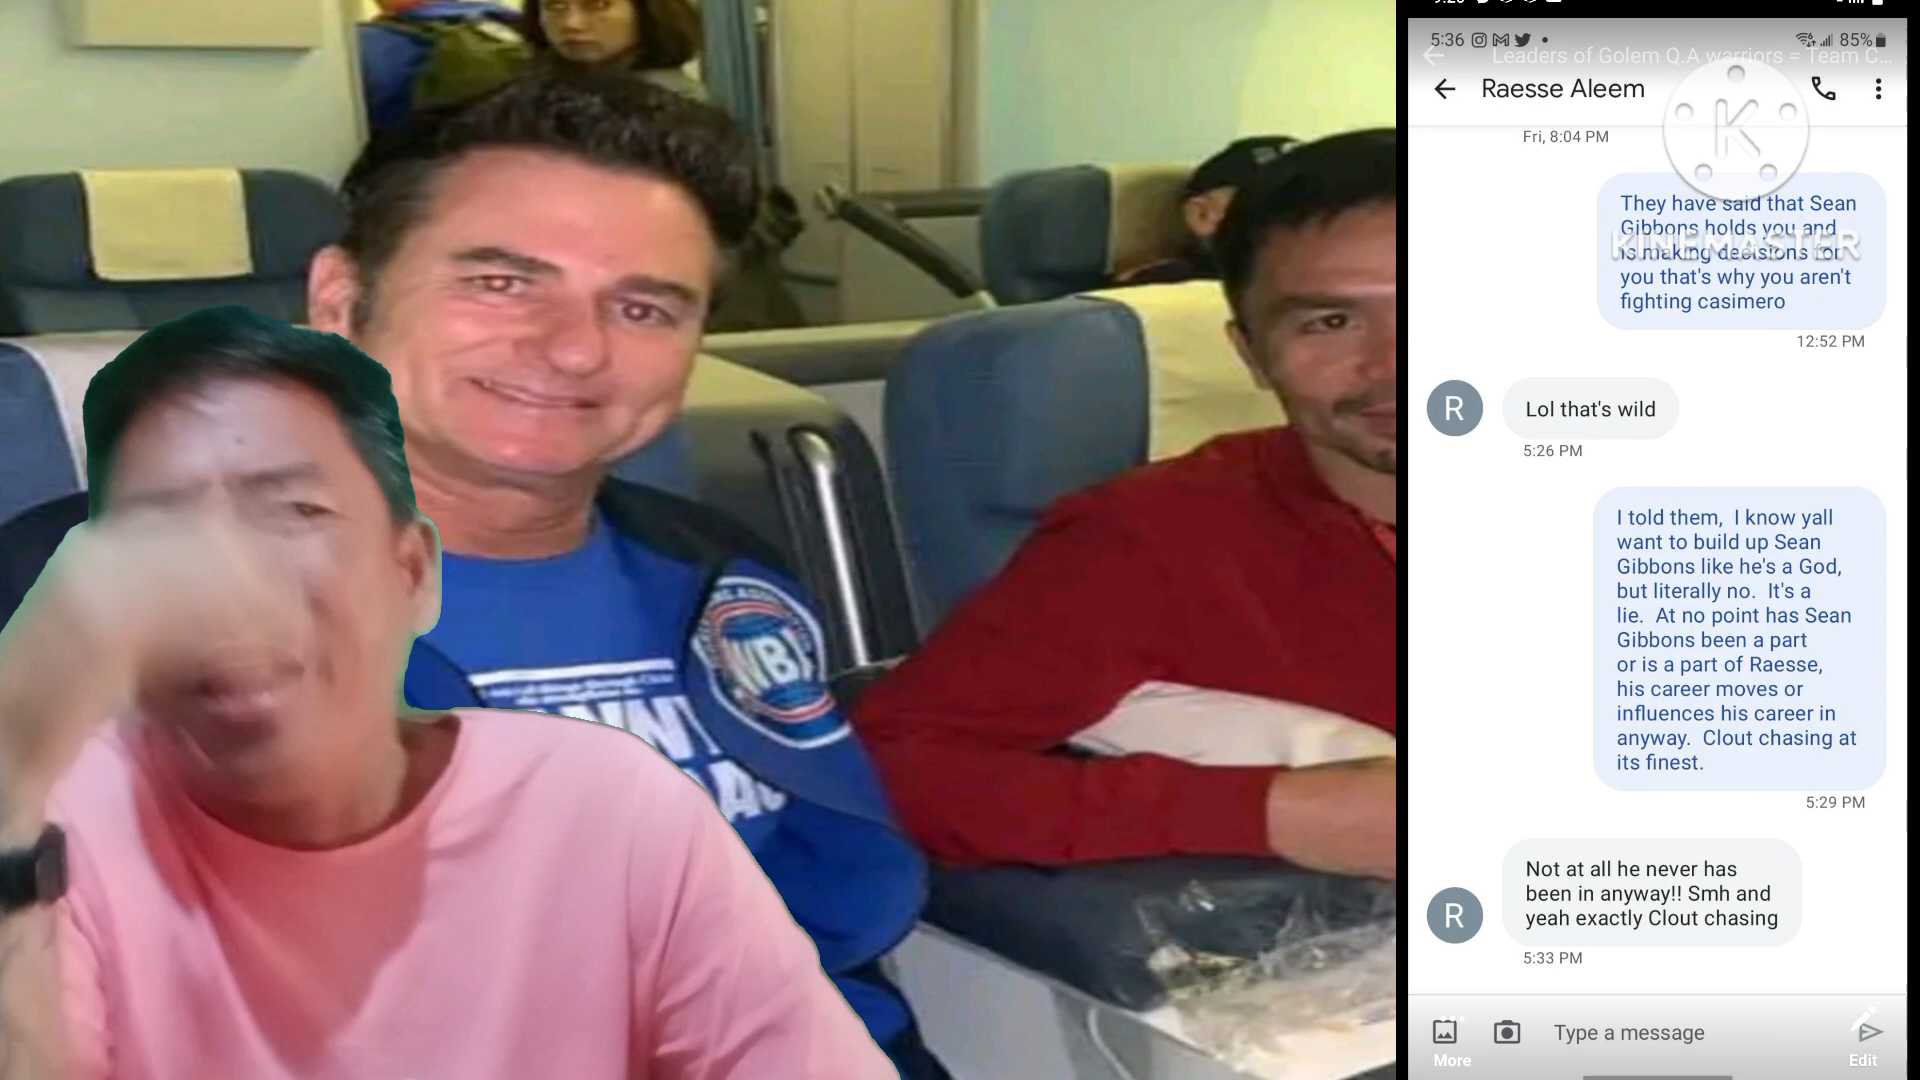 WBA
5:36
85%
Leaders of Golem Q.A warriors = Team C...
Raesse Aleem
Fri, 8:04 PM
K
KINEMASTER
They have said that Sean
Gibbons holds you and
is making decisions for
you that's why you aren't
fighting casimero
12:52 PM
R
Lol that's wild
5:26 PM
I told them, I know yall
want to build up Sean
Gibbons like he's a God,
but literally no. It's a
lie. At no point has Sean
Gibbons been a part
or is a part of Raesse,
his career moves or
influences his career in
anyway. Clout chasing at
its finest.
5:29 PM
R
Not at all he never has
been in anyway!! Smh and
yeah exactly Clout chasing
5:33 PM
Type a message
More
Edit